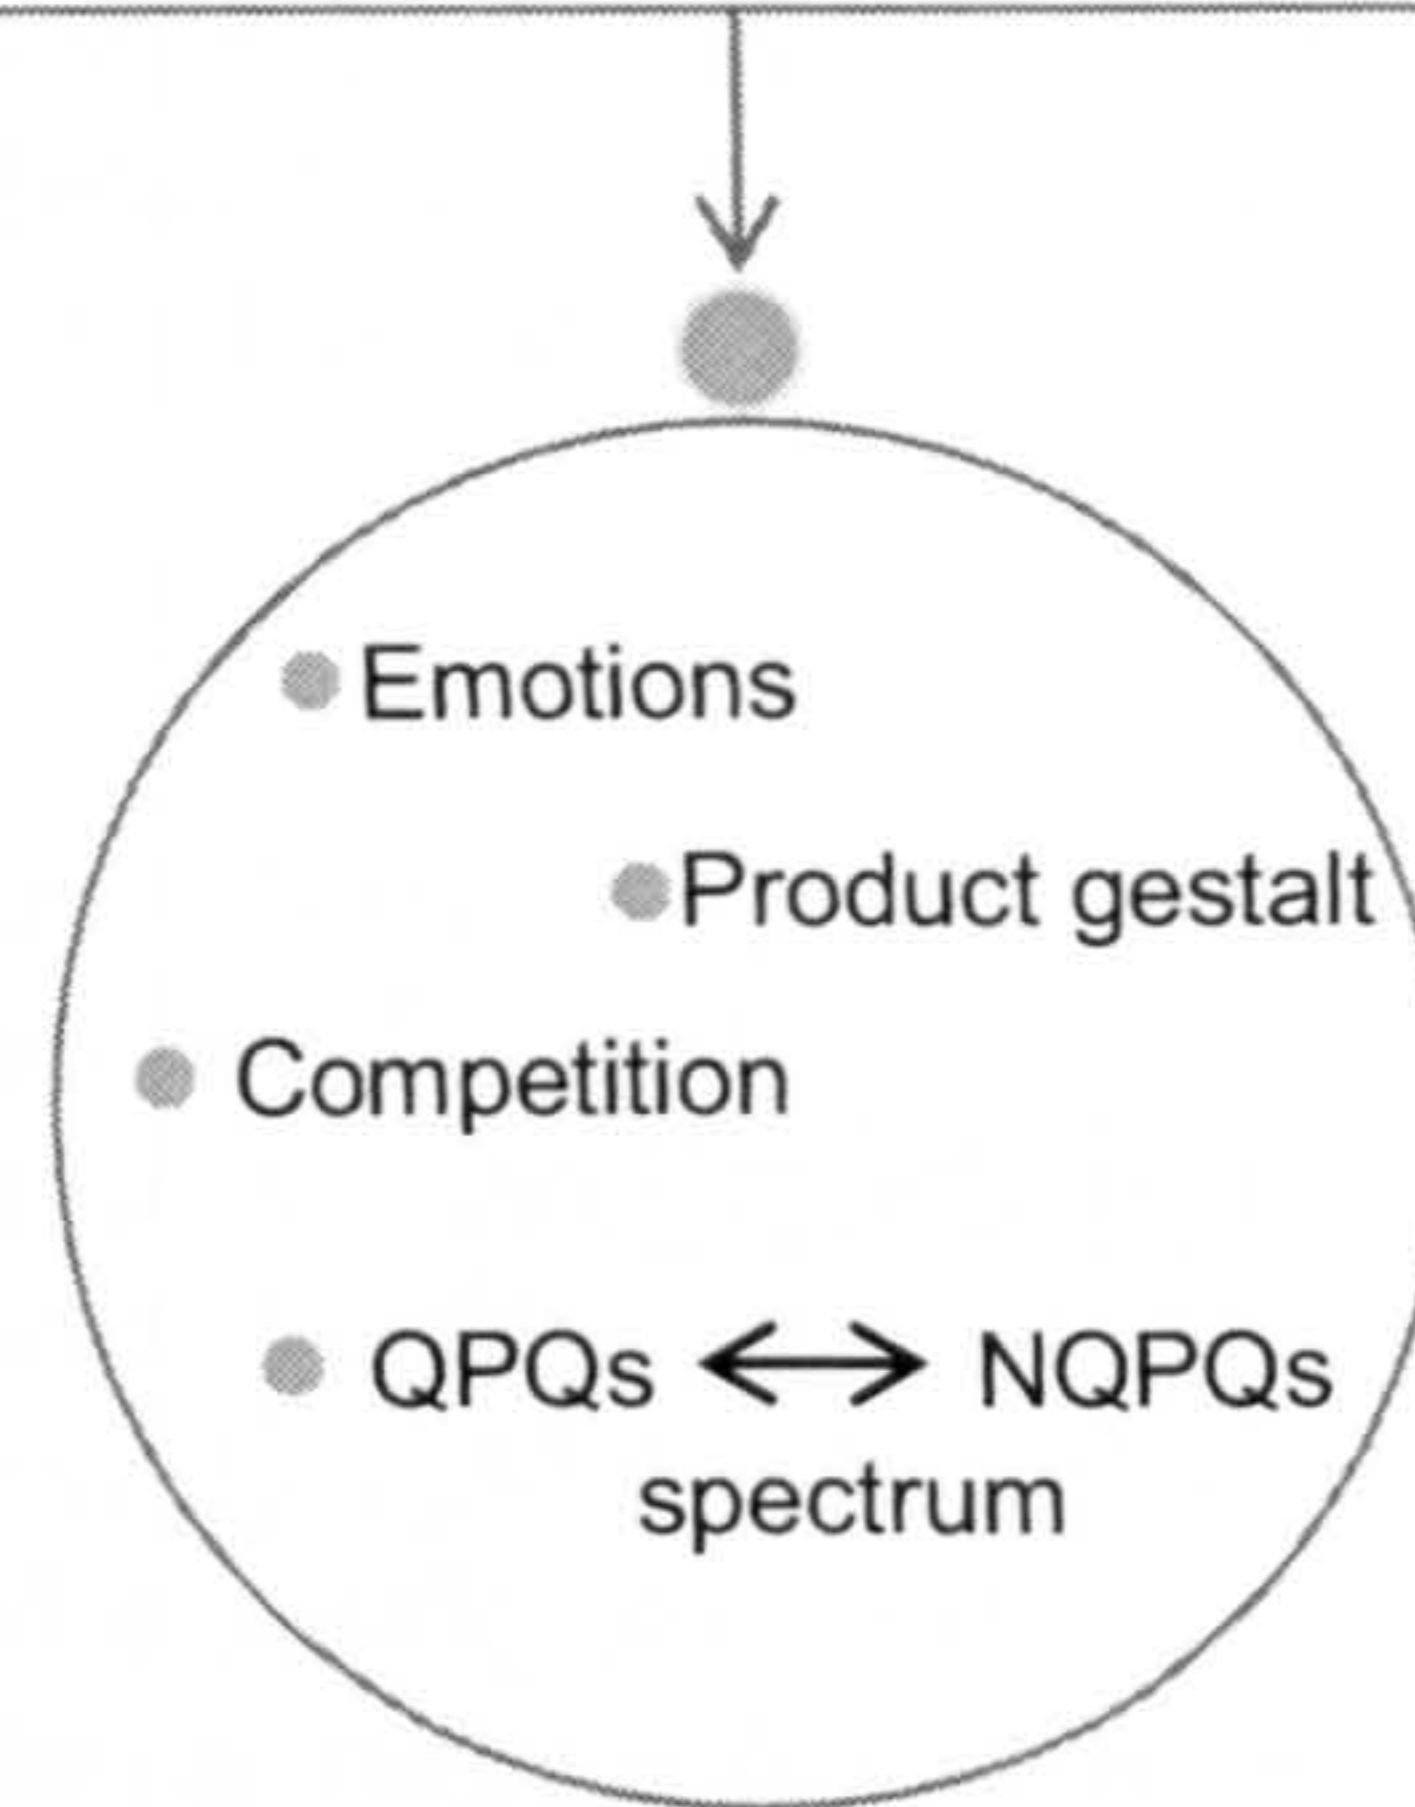 Emotions
Product gestalt
Competition
QPQs ↔ NQPQs
spectrum